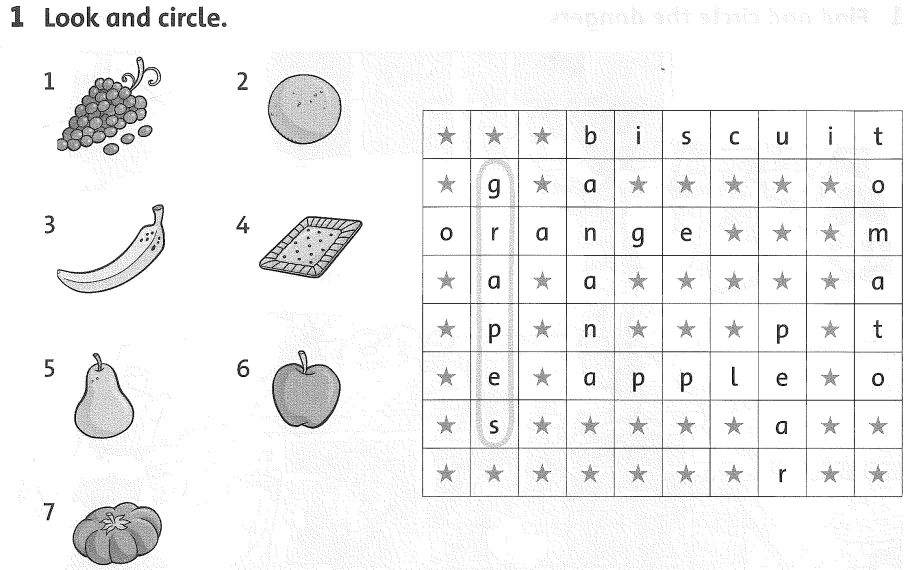 1 Look and circle.
1
2
3
4
5
6
7
★ ★ ★ b i s c u i t
★ g ★ a ★ ★ ★ ★ ★ o
o r a n g e ★ ★ ★ m
★ a ★ a ★ ★ ★ ★ ★ a
★ p ★ n ★ ★ ★ p ★ t
★ e ★ a p p l e ★ o
★ s ★ ★ ★ ★ ★ a ★ ★
★ ★ ★ ★ ★ ★ ★ r ★ ★